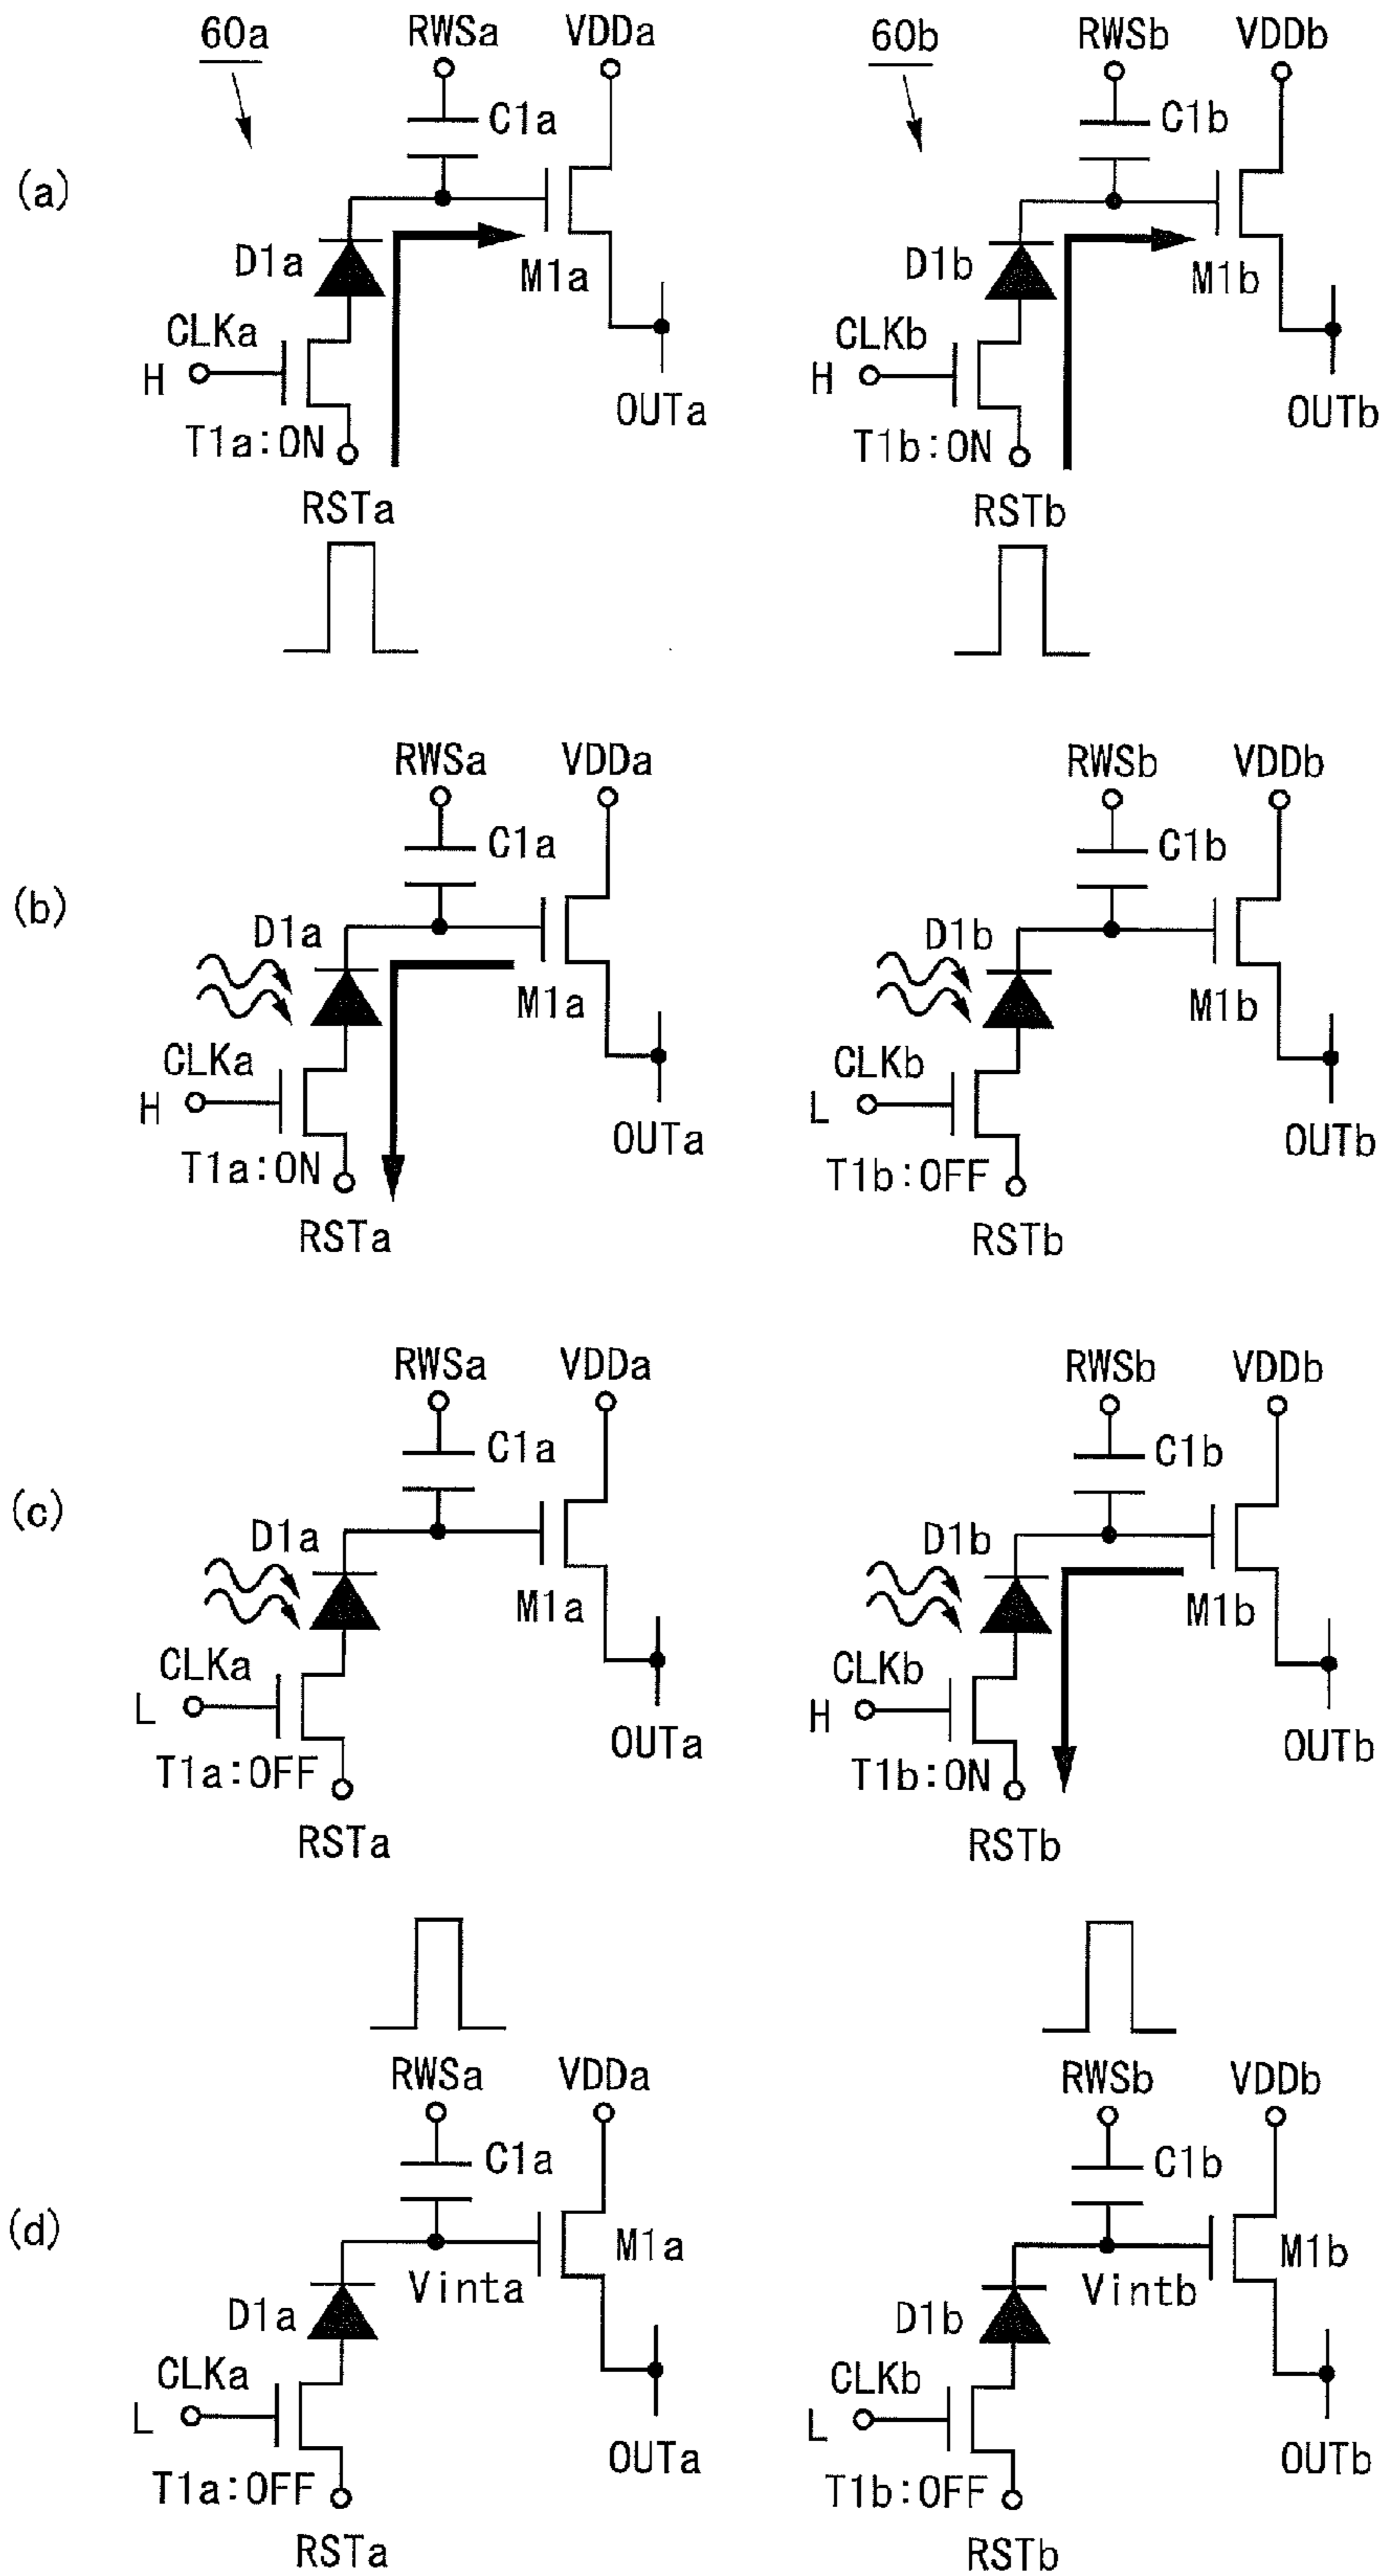 60a RWSa VDDa 60b RWSb VDDb
C1a C1b
(a)
D1a M1a D1b M1b
CLKa CLKb
H H
T1a:ON OUTa T1b:ON OUTb
RSTa RSTb
RWSa VDDa RWSb VDDb
C1a C1b
(b)
D1a D1b
M1a M1b
CLKa CLKb
H L
T1a:ON OUTa T1b:OFF OUTb
RSTa RSTb
RWSa VDDa RWSb VDDb
C1a C1b
(c)
D1a D1b
M1a M1b
CLKa CLKb
L H
T1a:OFF OUTa T1b:ON OUTb
RSTa RSTb
RWSa VDDa RWSb VDDb
C1a C1b
(d)
M1a M1b
Vinta Vintb
D1a D1b
CLKa CLKb
L L
T1a:OFF OUTa T1b:OFF OUTb
RSTa RSTb